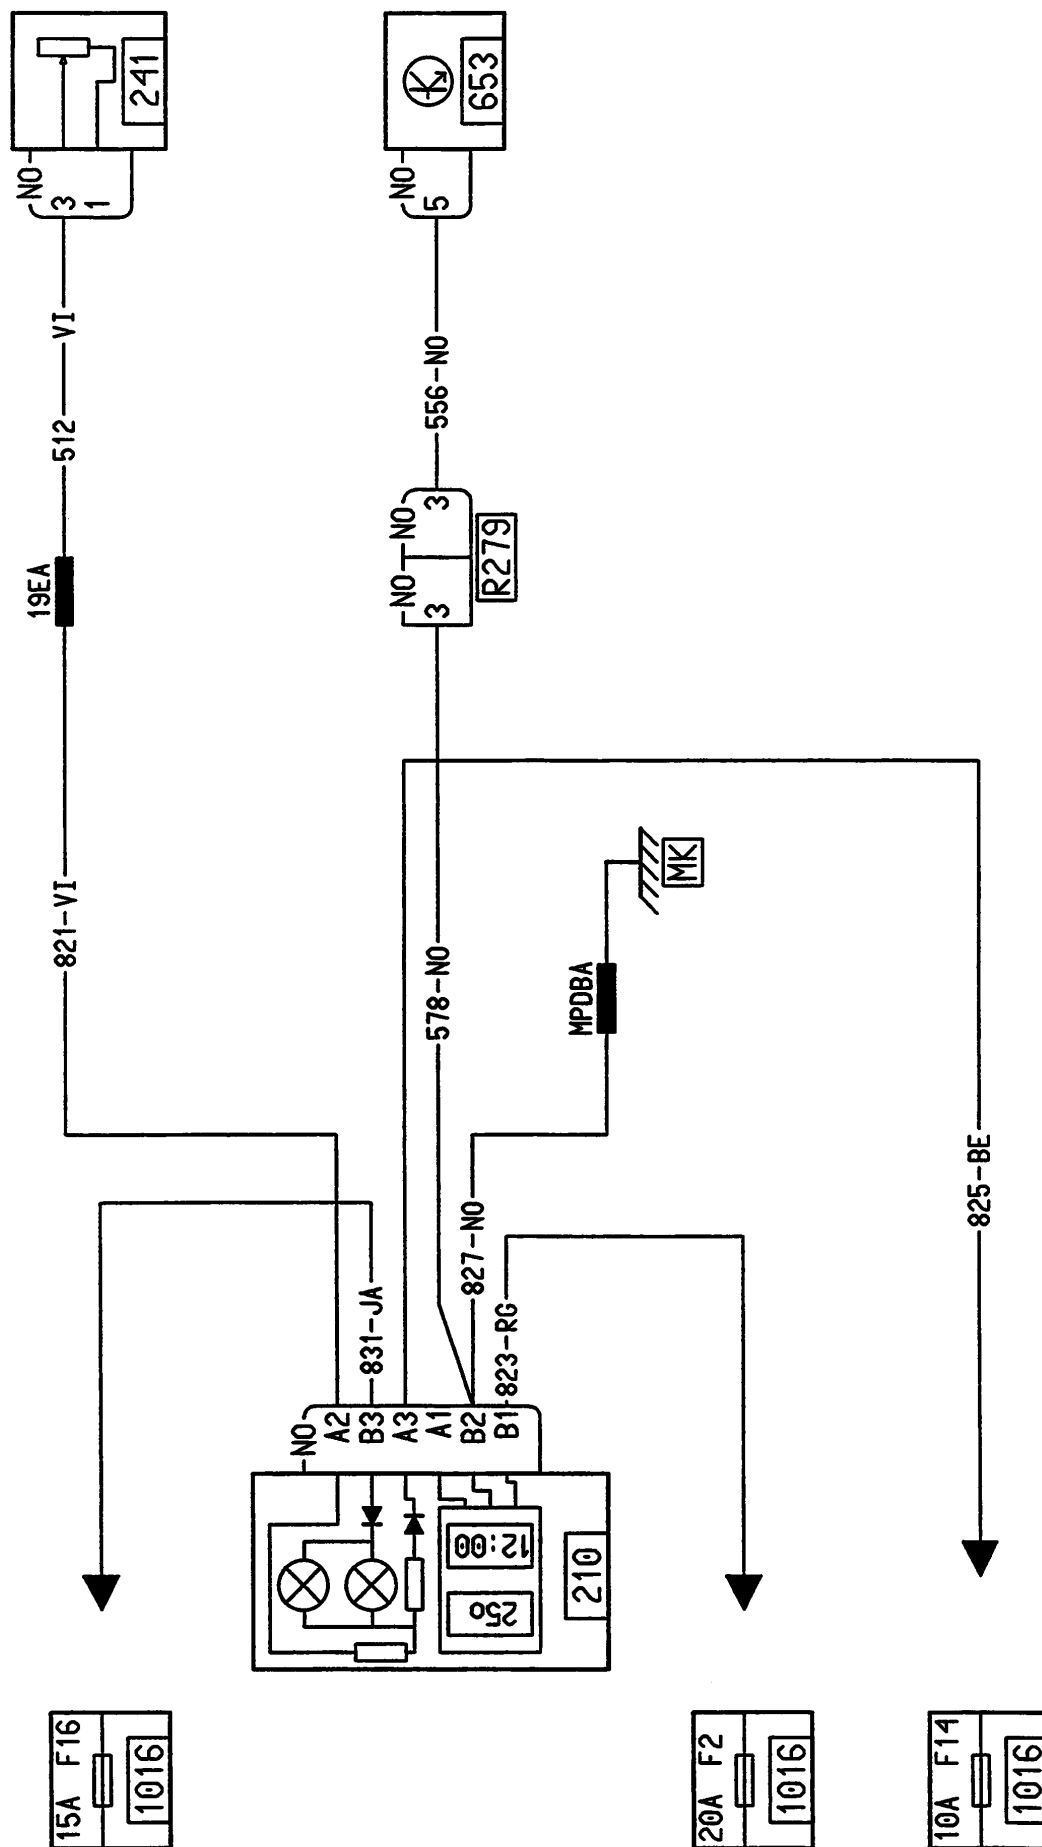 NO
3
1
241
NO
5
653
VI
512
19EA
556-NO
NO
3
NO
3
R279
821-VI
MK
578-NO
MPDBA
825-BE
827-NO
831-JA
823-RG
NO
A2
B3
A3
A1
B2
B1
12:00
25°
210
15A F16
1016
20A F2
1016
10A F14
1016